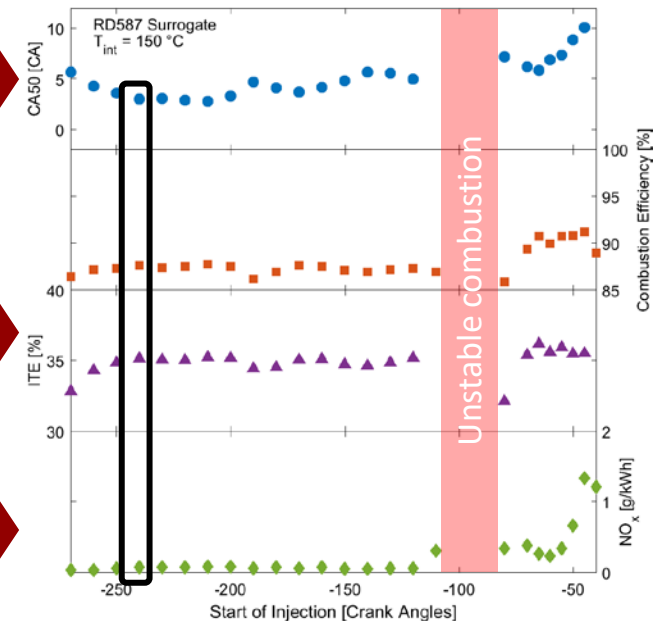 RD587 Surrogate
T_int = 150 °C
CA50 [CA]
10
5
0
Combustion Efficiency [%]
100
95
90
85
ITE [%]
40
35
30
NO_x [g/kWh]
2
1
0
Unstable combustion
-250
-200
-150
-100
-50
Start of Injection [Crank Angles]